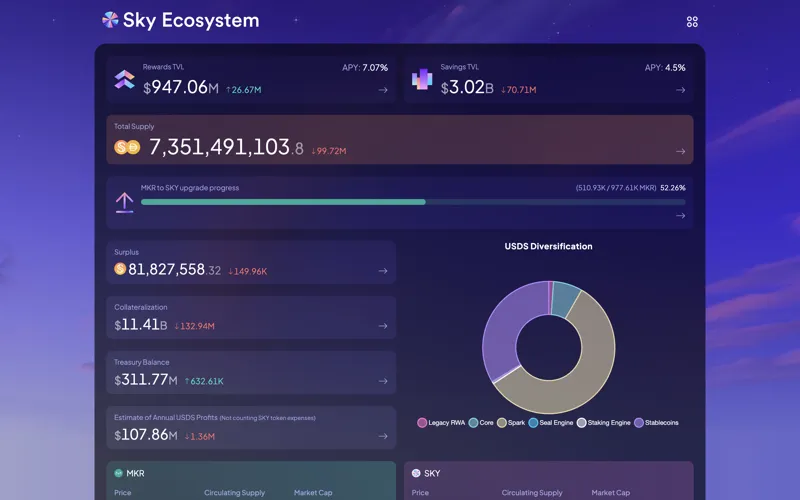 Sky Ecosystem
Rewards TVL
APY: 7.07%
$947.06M ↑26.67M
Savings TVL
APY: 4.5%
$3.02B ↓70.71M
Total Supply
7,351,491,103.8 ↓99.72M
MKR to SKY upgrade progress
(510.93K / 977.61K MKR) 52.26%
Surplus
81,827,558.32 ↓149.96K
Collateralization
$11.41B ↓132.94M
Treasury Balance
$311.77M ↑632.61K
Estimate of Annual USDS Profits (Not counting SKY token expenses)
$107.86M ↓1.36M
USDS Diversification
Legacy RWA Core Spark Seal Engine Staking Engine Stablecoins
MKR
Price Circulating Supply Market Cap
SKY
Price Circulating Supply Market Cap